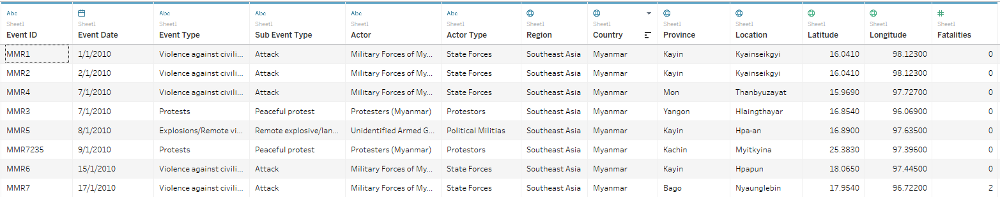 Abc Abc Abc Abc Abc #
Sheet1 Sheet1 Sheet1 Sheet1 Sheet1 Sheet1 Sheet1 Sheet1 Sheet1 Sheet1 Sheet1 Sheet1 Sheet1
Event ID Event Date Event Type Sub Event Type Actor Actor Type Region Country Province Location Latitude Longitude Fatalities
MMR1 1/1/2010 Violence against civili... Attack Military Forces of My... State Forces Southeast Asia Myanmar Kayin Kyainseikgyi 16.0410 98.12300 0
MMR2 2/1/2010 Violence against civili... Attack Military Forces of My... State Forces Southeast Asia Myanmar Kayin Kyainseikgyi 16.0410 98.12300 0
MMR4 7/1/2010 Violence against civili... Attack Military Forces of My... State Forces Southeast Asia Myanmar Mon Thanbyuzayat 15.9690 97.72700 0
MMR3 7/1/2010 Protests Peaceful protest Protesters (Myanmar) Protestors Southeast Asia Myanmar Yangon Hlaingthayar 16.8540 96.06900 0
MMR5 8/1/2010 Explosions/Remote vi... Remote explosive/lan... Unidentified Armed G... Political Militias Southeast Asia Myanmar Kayin Hpa-an 16.8900 97.63500 0
MMR7235 9/1/2010 Protests Peaceful protest Protesters (Myanmar) Protestors Southeast Asia Myanmar Kachin Myitkyina 25.3830 97.39600 0
MMR6 15/1/2010 Violence against civili... Attack Military Forces of My... State Forces Southeast Asia Myanmar Kayin Hpapun 18.0650 97.44500 0
MMR7 17/1/2010 Violence against civili... Attack Military Forces of My... State Forces Southeast Asia Myanmar Bago Nyaunglebin 17.9540 96.72200 2